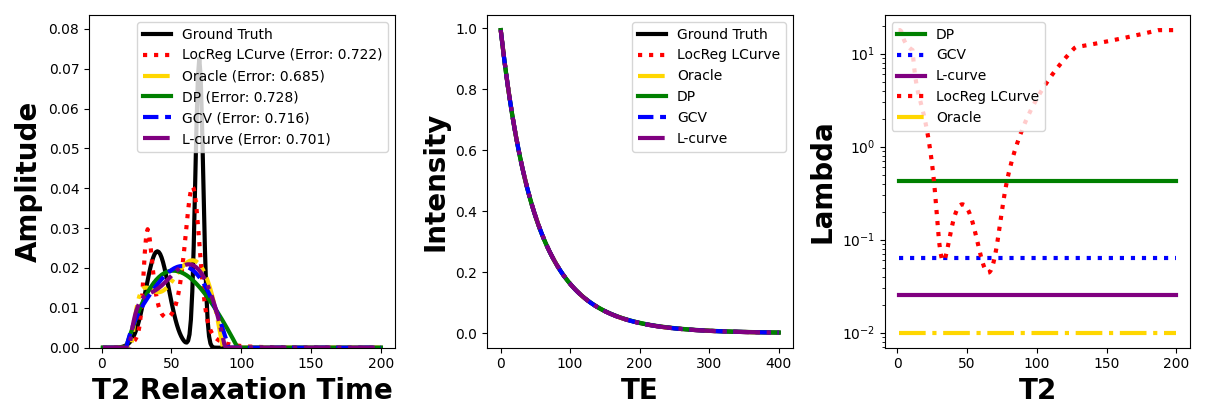 Amplitude
0.08
0.07
0.06
0.05
0.04
0.03
0.02
0.01
0.00
Ground Truth
LocReg LCurve (Error: 0.722)
Oracle (Error: 0.685)
DP (Error: 0.728)
GCV (Error: 0.716)
L-curve (Error: 0.701)
0 50 100 150 200
T2 Relaxation Time
Intensity
1.0
0.8
0.6
0.4
0.2
0.0
Ground Truth
LocReg LCurve
Oracle
DP
GCV
L-curve
0 100 200 300 400
TE
Lambda
10¹
10⁰
10⁻¹
10⁻²
DP
GCV
L-curve
LocReg LCurve
Oracle
0 50 100 150 200
T2